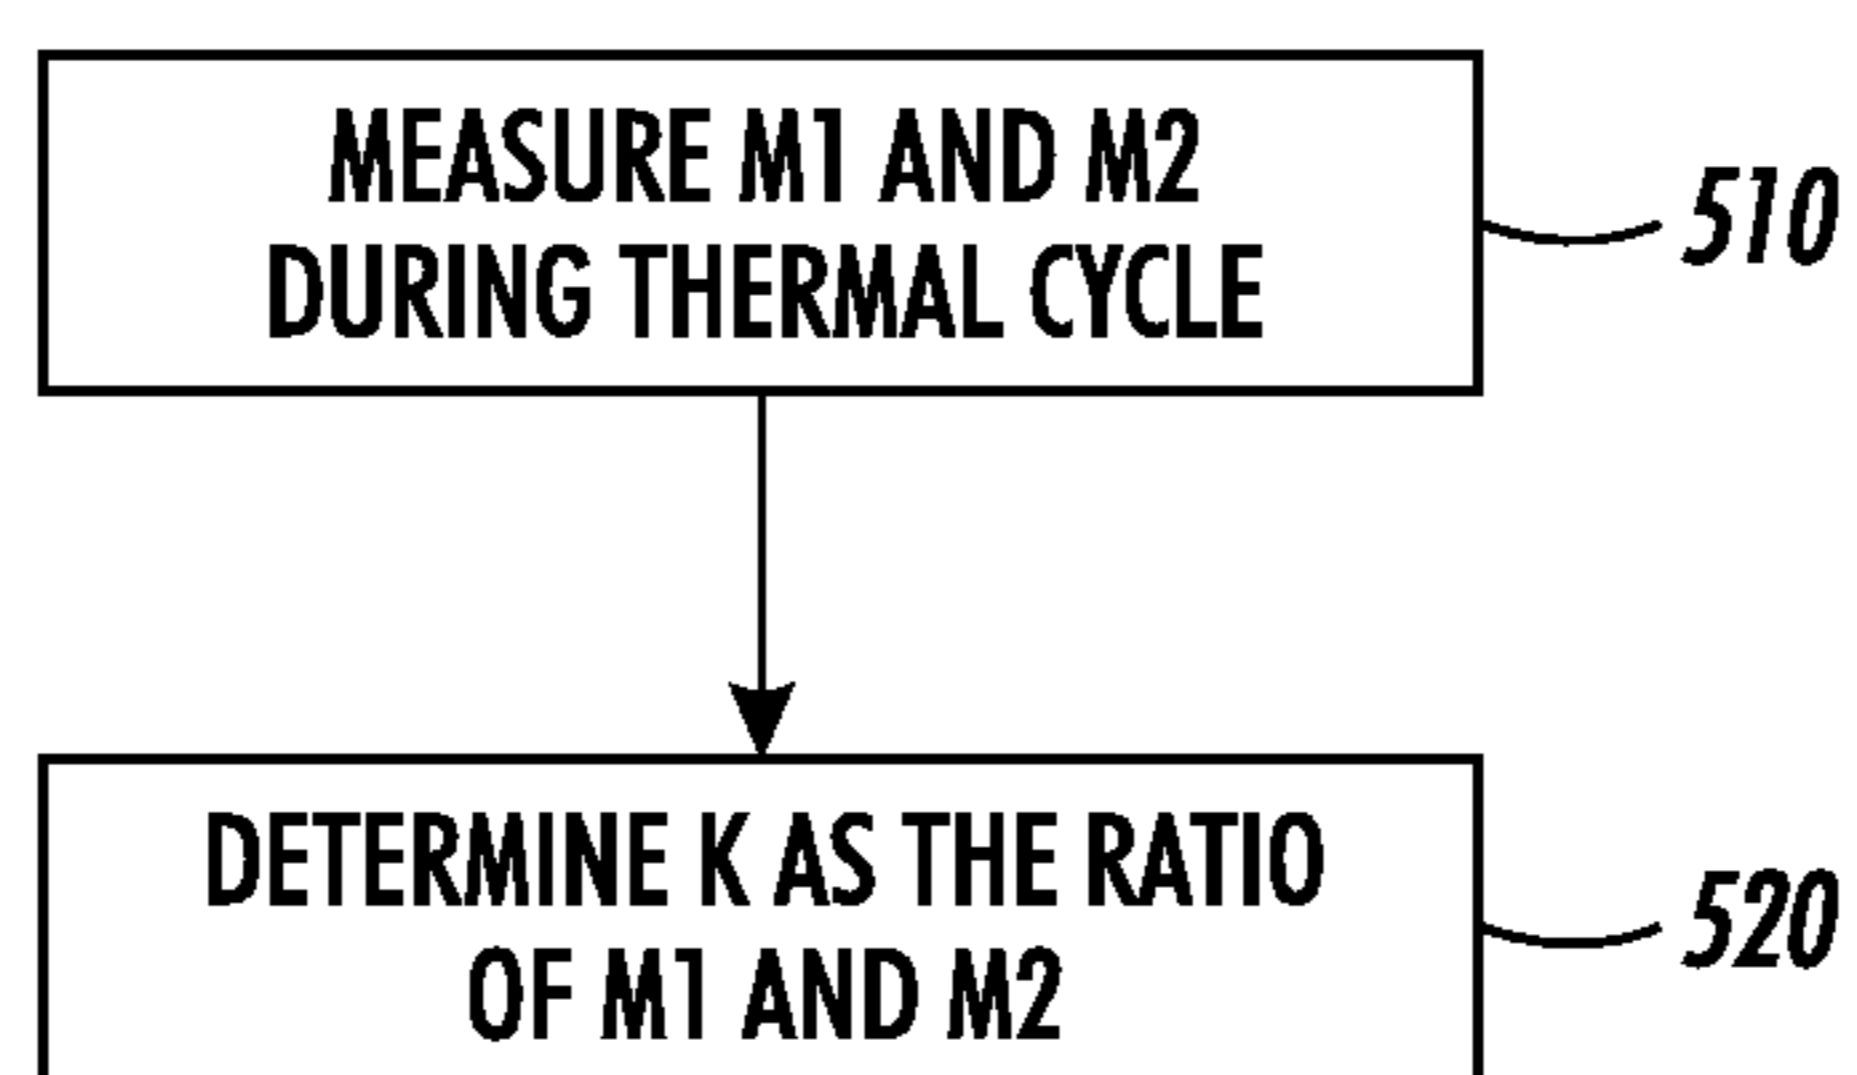 MEASURE M1 AND M2
DURING THERMAL CYCLE
510
DETERMINE K AS THE RATIO
OF M1 AND M2
520